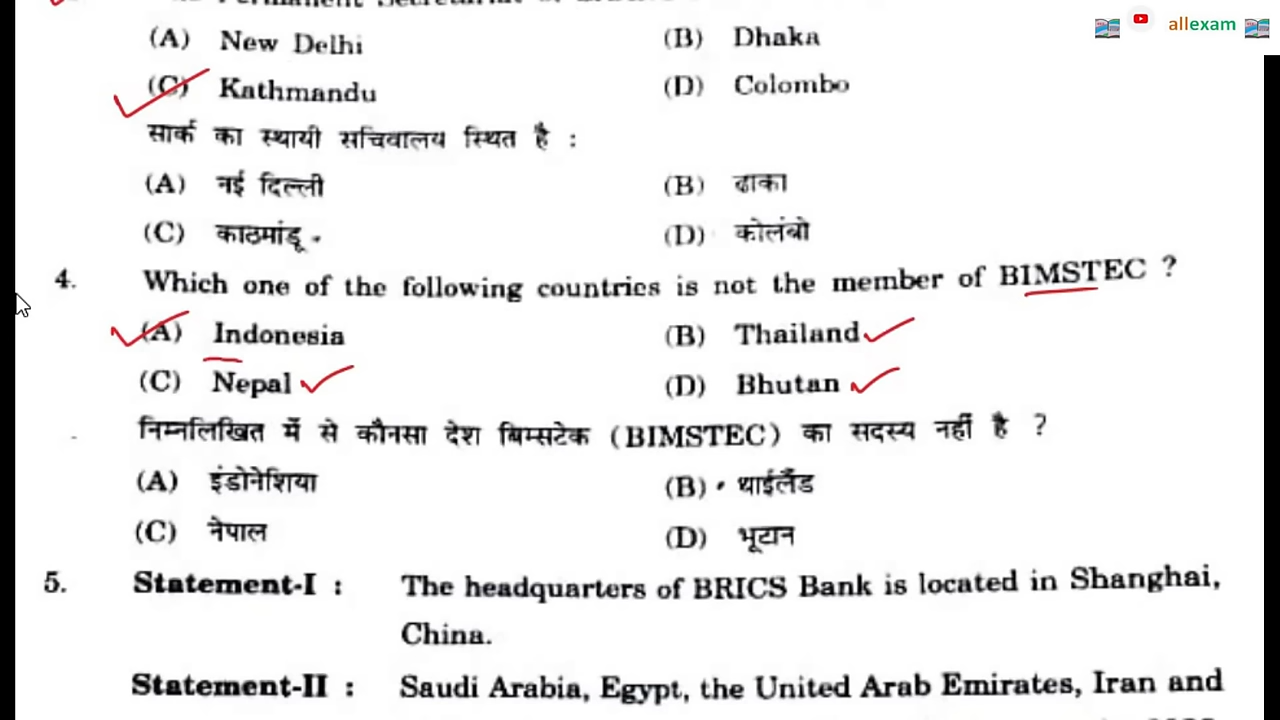 allexam
Permanent Secretariat of
(A) New Delhi (B) Dhaka
(C) Kathmandu (D) Colombo
सार्क का स्थायी सचिवालय स्थित है :
(A) नई दिल्ली (B) ढाका
(C) काठमांडू (D) कोलंबो
4. Which one of the following countries is not the member of BIMSTEC ?
(A) Indonesia (B) Thailand
(C) Nepal (D) Bhutan
निम्नलिखित में से कौनसा देश बिम्सटेक (BIMSTEC) का सदस्य नहीं है ?
(A) इंडोनेशिया (B) थाईलैंड
(C) नेपाल (D) भूटान
5. Statement-I : The headquarters of BRICS Bank is located in Shanghai,
China.
Statement-II : Saudi Arabia, Egypt, the United Arab Emirates, Iran and